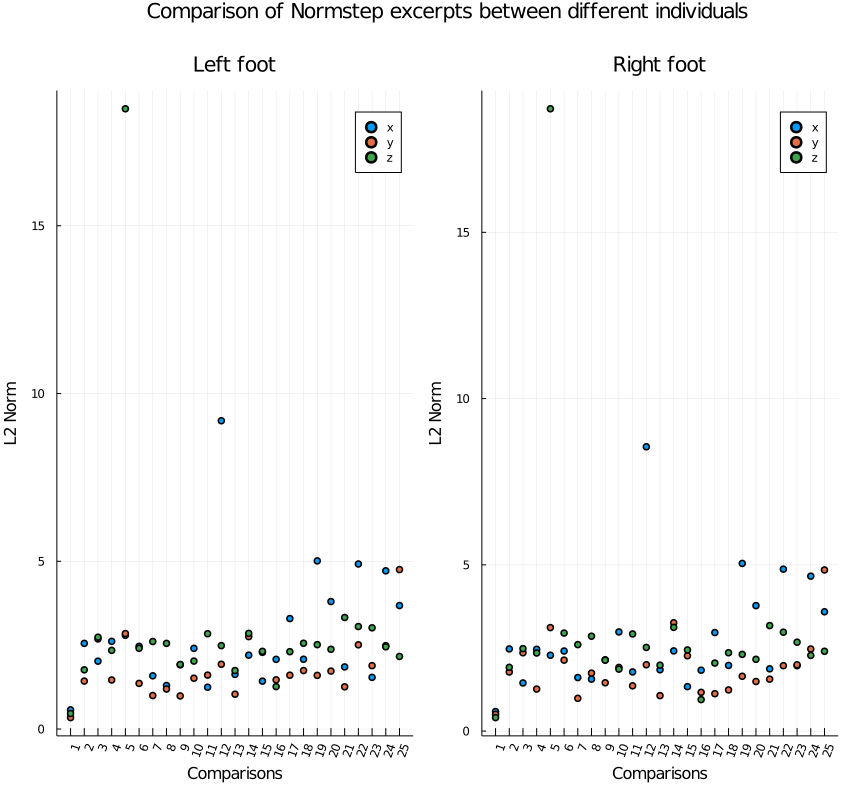 Comparison of Normstep excerpts between different individuals
Left foot
x
y
z
15
10
5
0
L2 Norm
1 2 3 4 5 6 7 8 9 10 11 12 13 14 15 16 17 18 19 20 21 22 23 24 25
Comparisons
Right foot
x
y
z
15
10
5
0
L2 Norm
1 2 3 4 5 6 7 8 9 10 11 12 13 14 15 16 17 18 19 20 21 22 23 24 25
Comparisons